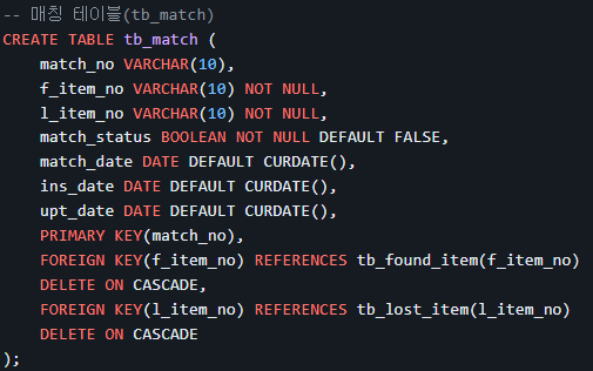 -- 매칭 테이블(tb_match)
CREATE TABLE tb_match (
    match_no VARCHAR(10),
    f_item_no VARCHAR(10) NOT NULL,
    l_item_no VARCHAR(10) NOT NULL,
    match_status BOOLEAN NOT NULL DEFAULT FALSE,
    match_date DATE DEFAULT CURDATE(),
    ins_date DATE DEFAULT CURDATE(),
    upt_date DATE DEFAULT CURDATE(),
    PRIMARY KEY(match_no),
    FOREIGN KEY(f_item_no) REFERENCES tb_found_item(f_item_no)
    DELETE ON CASCADE,
    FOREIGN KEY(l_item_no) REFERENCES tb_lost_item(l_item_no)
    DELETE ON CASCADE
);